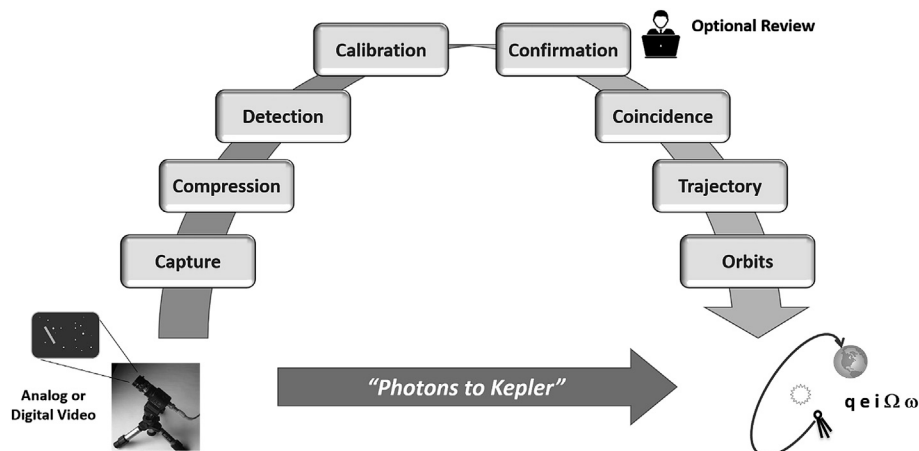 Calibration
Confirmation
Optional Review
Detection
Coincidence
Compression
Trajectory
Capture
Orbits
Analog or
Digital Video
“Photons to Kepler”
q e i Ω ω